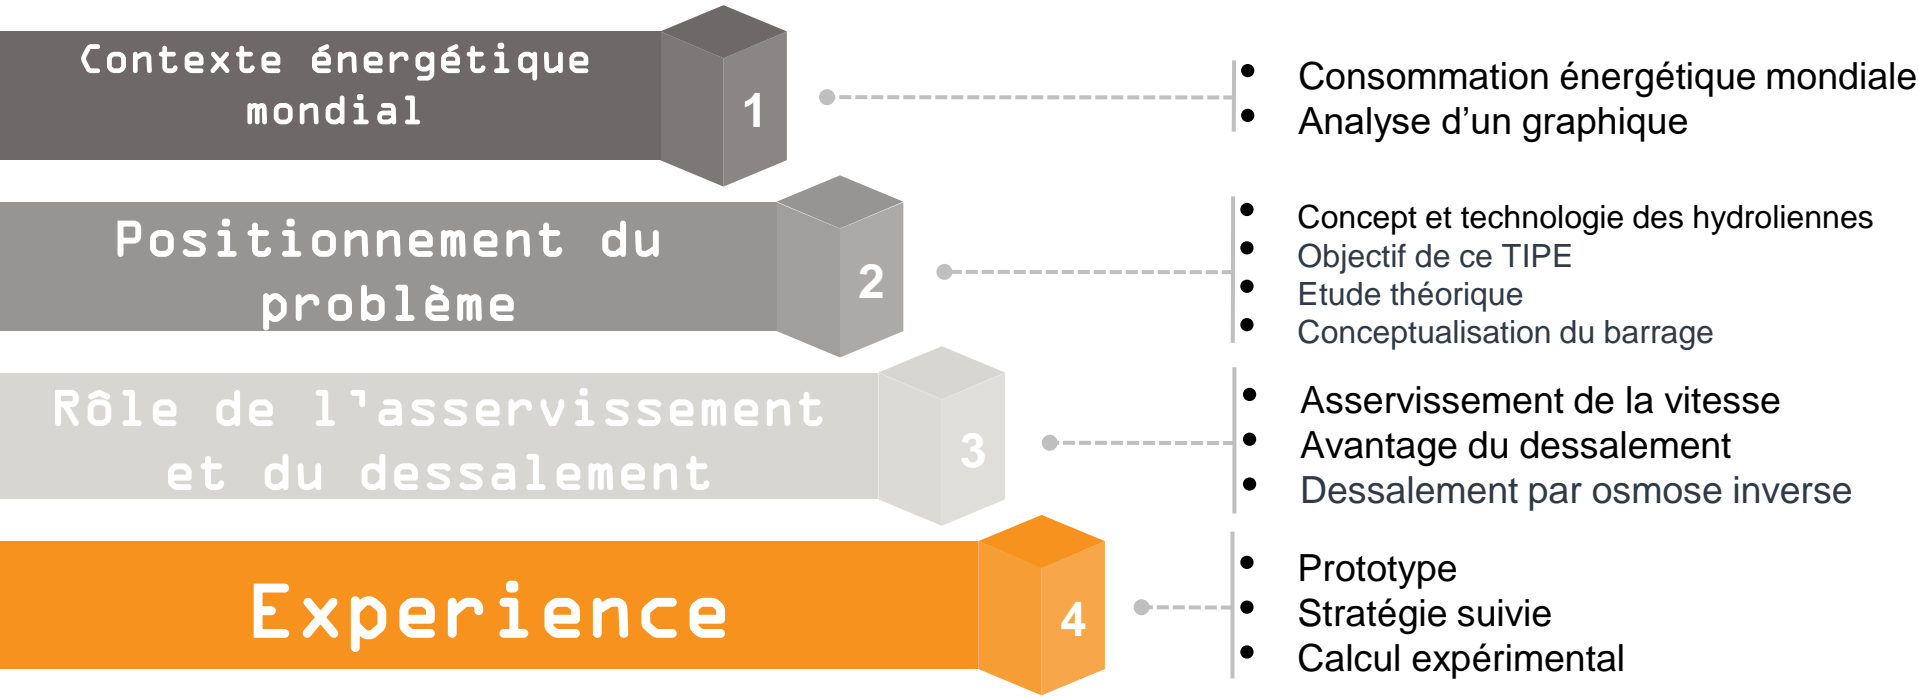 Contexte énergétique
mondial
1
• Consommation énergétique mondiale
• Analyse d’un graphique
Positionnement du
problème
2
• Concept et technologie des hydroliennes
• Objectif de ce TIPE
• Etude théorique
• Conceptualisation du barrage
Rôle de l’asservissement
et du dessalement
3
• Asservissement de la vitesse
• Avantage du dessalement
• Dessalement par osmose inverse
Experience
4
• Prototype
• Stratégie suivie
• Calcul expérimental